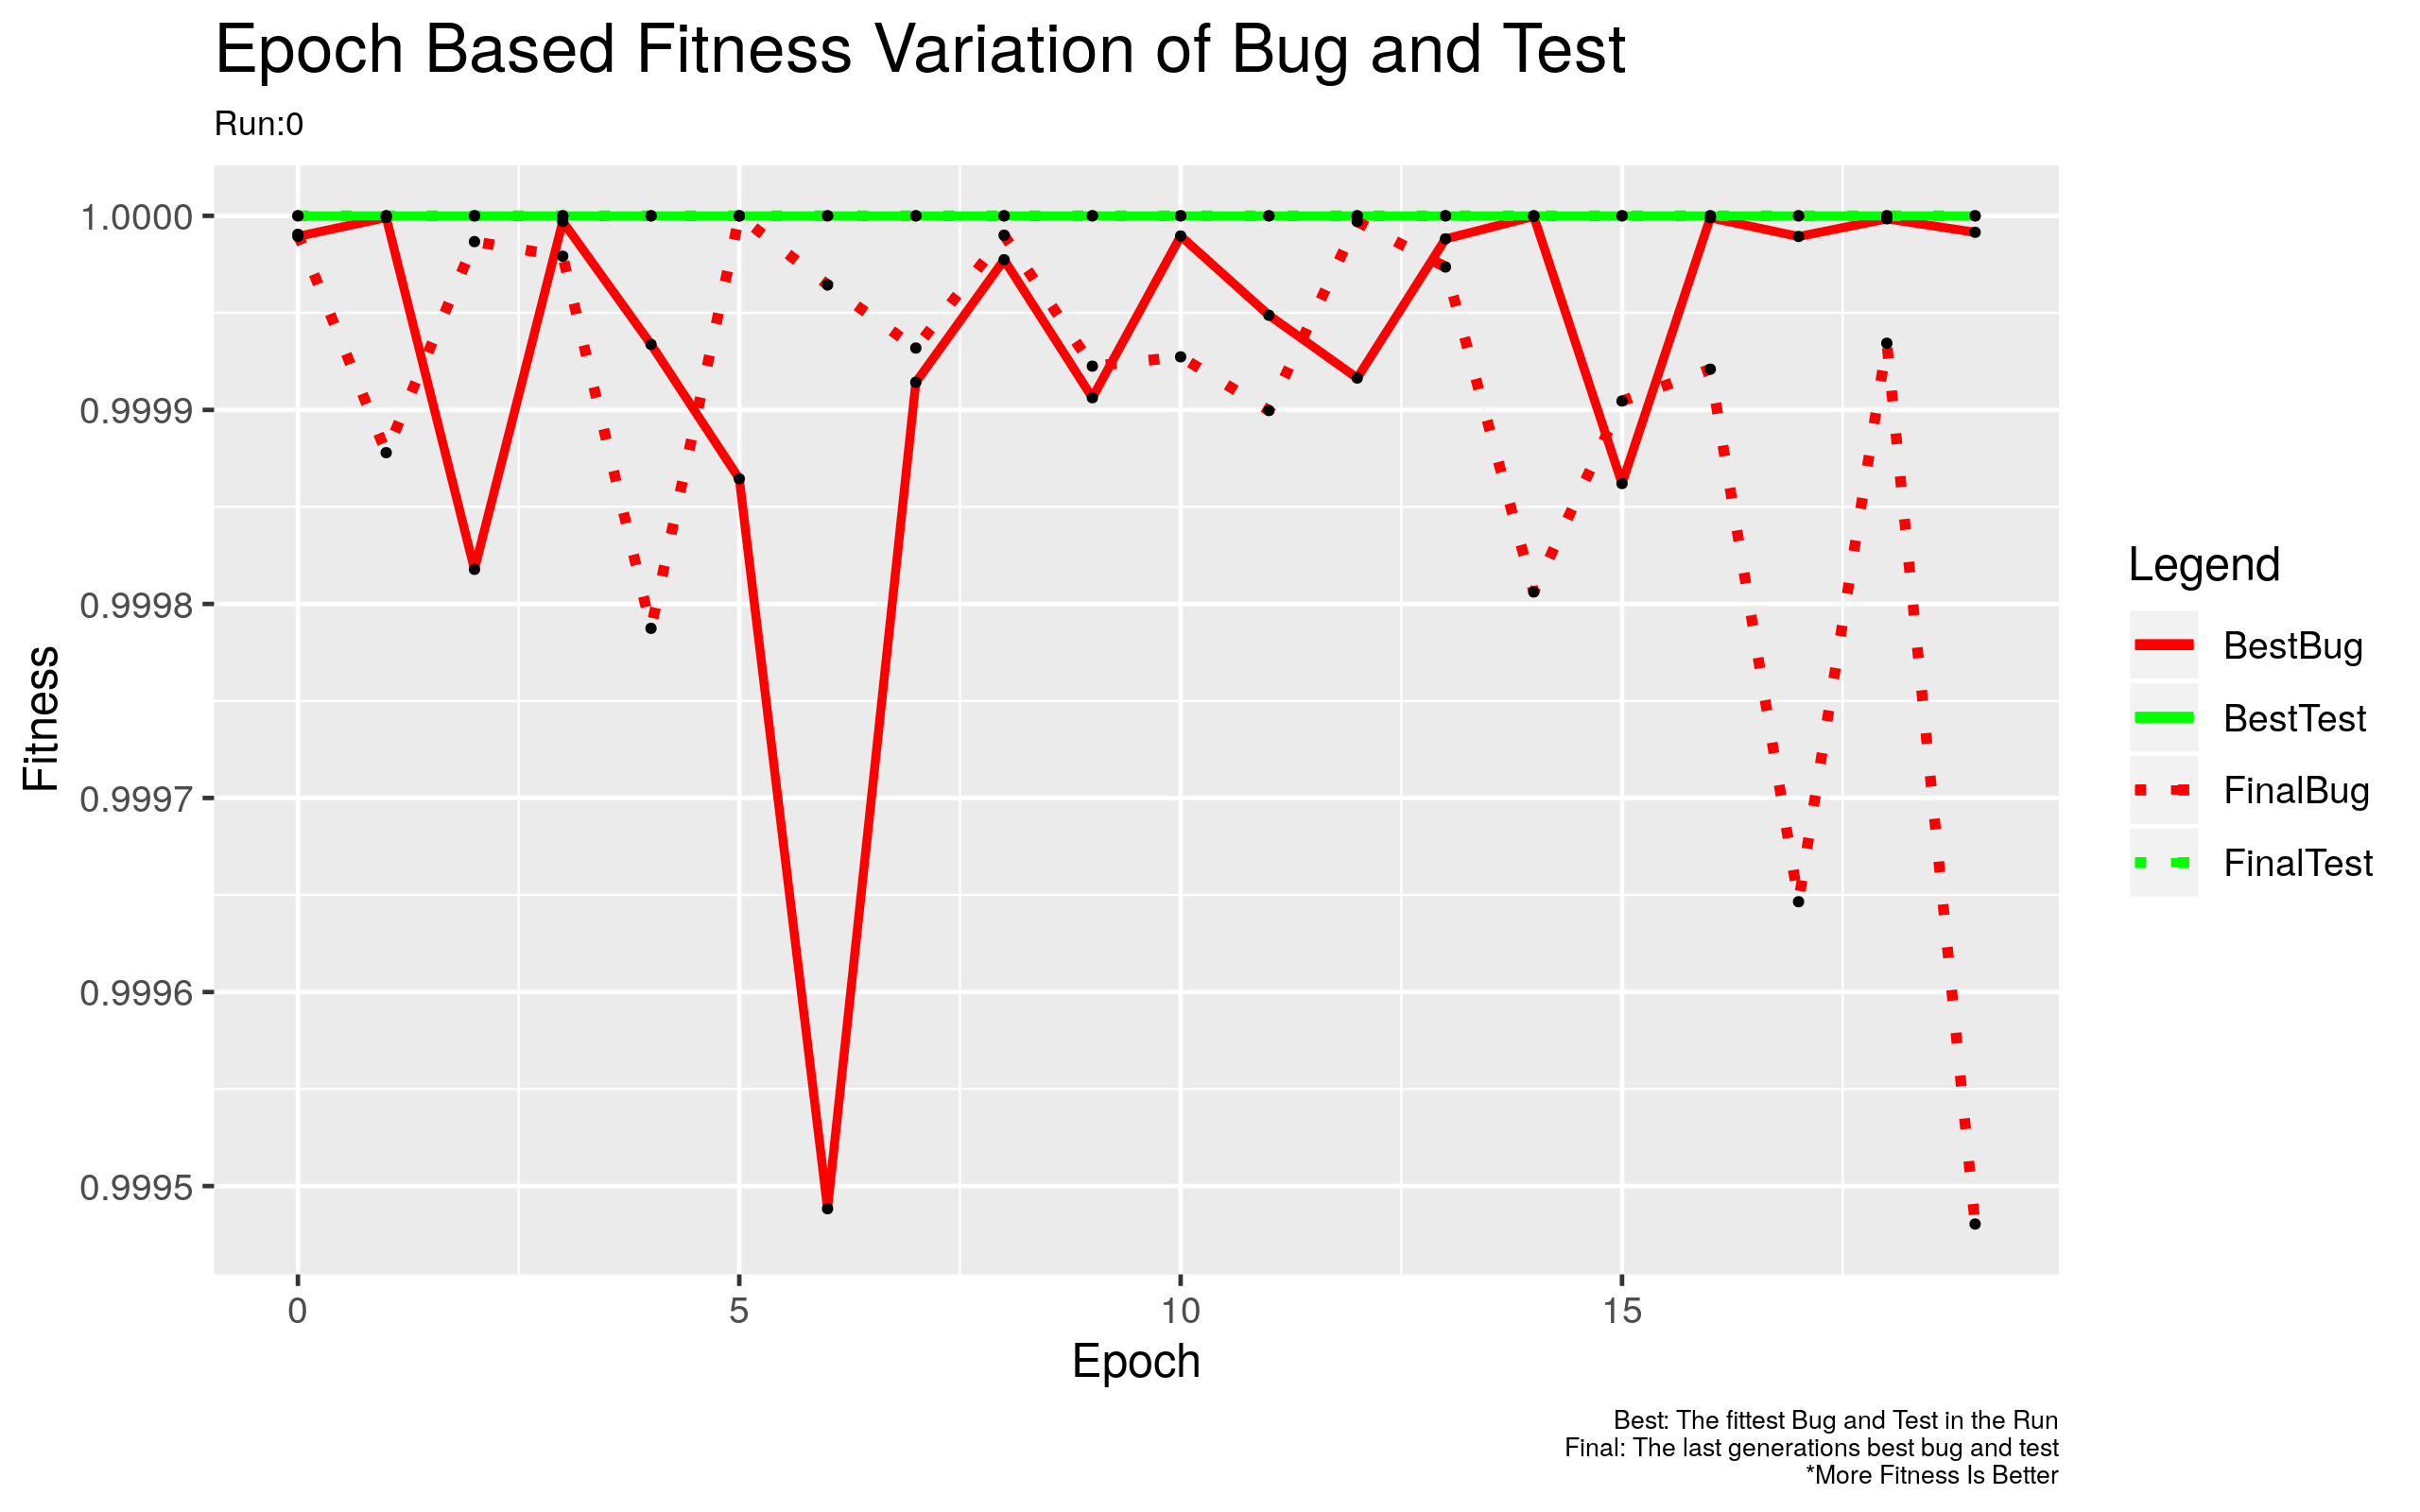 Epoch Based Fitness Variation of Bug and Test
Run:0
1.0000
0.9999
0.9998
0.9997
0.9996
0.9995
Fitness
0
5
10
15
Epoch
Legend
BestBug
BestTest
FinalBug
FinalTest
Best: The fittest Bug and Test in the Run
Final: The last generations best bug and test
*More Fitness Is Better